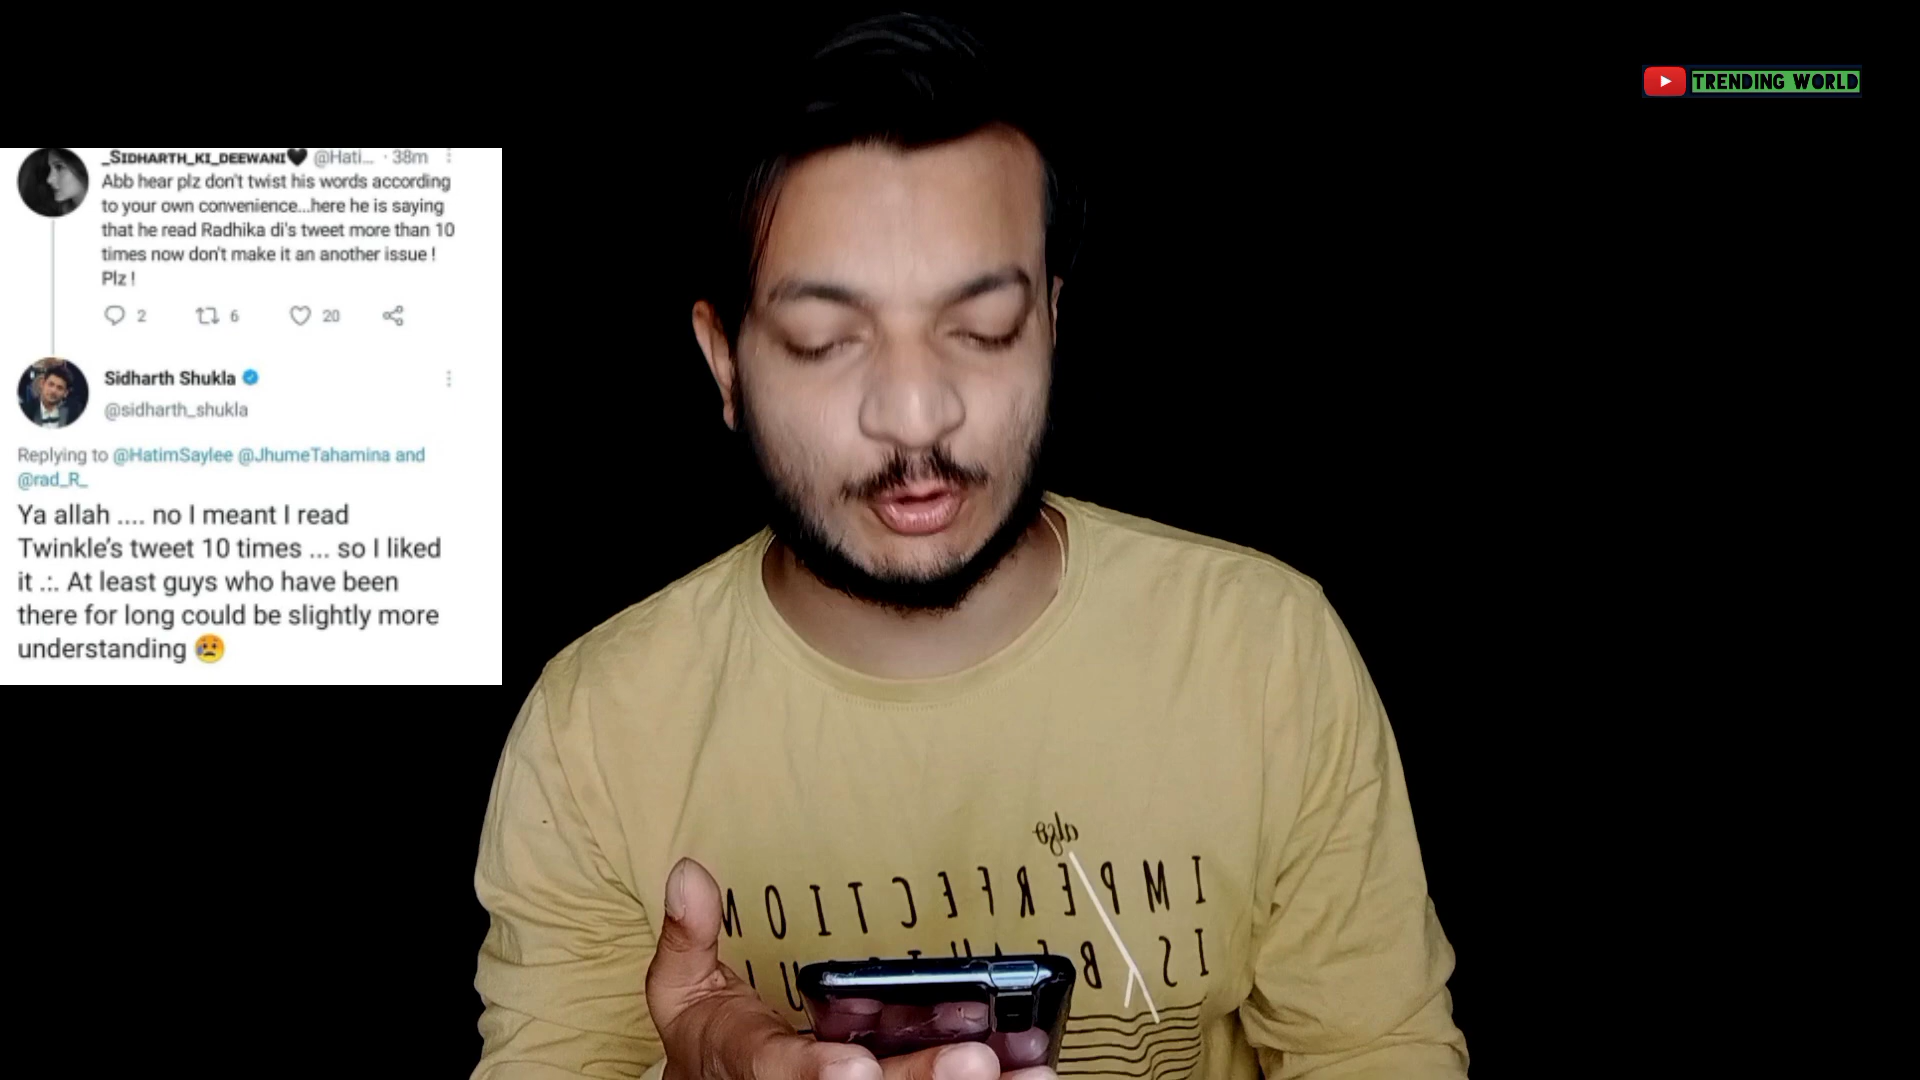 TRENDING WORLD
_SIDHARTH_KI_DEEWANI🖤 @Hati... · 38m
Abb hear plz don't twist his words according
to your own convenience...here he is saying
that he read Radhika di's tweet more than 10
times now don't make it an another issue !
Plz !
2 6 20
Sidharth Shukla
@sidharth_shukla
Replying to @HatimSaylee @JhumeTahamina and
@rad_R_
Ya allah .... no I meant I read
Twinkle's tweet 10 times ... so I liked
it .:. At least guys who have been
there for long could be slightly more
understanding 😢
also
IMPERFECTION
IS